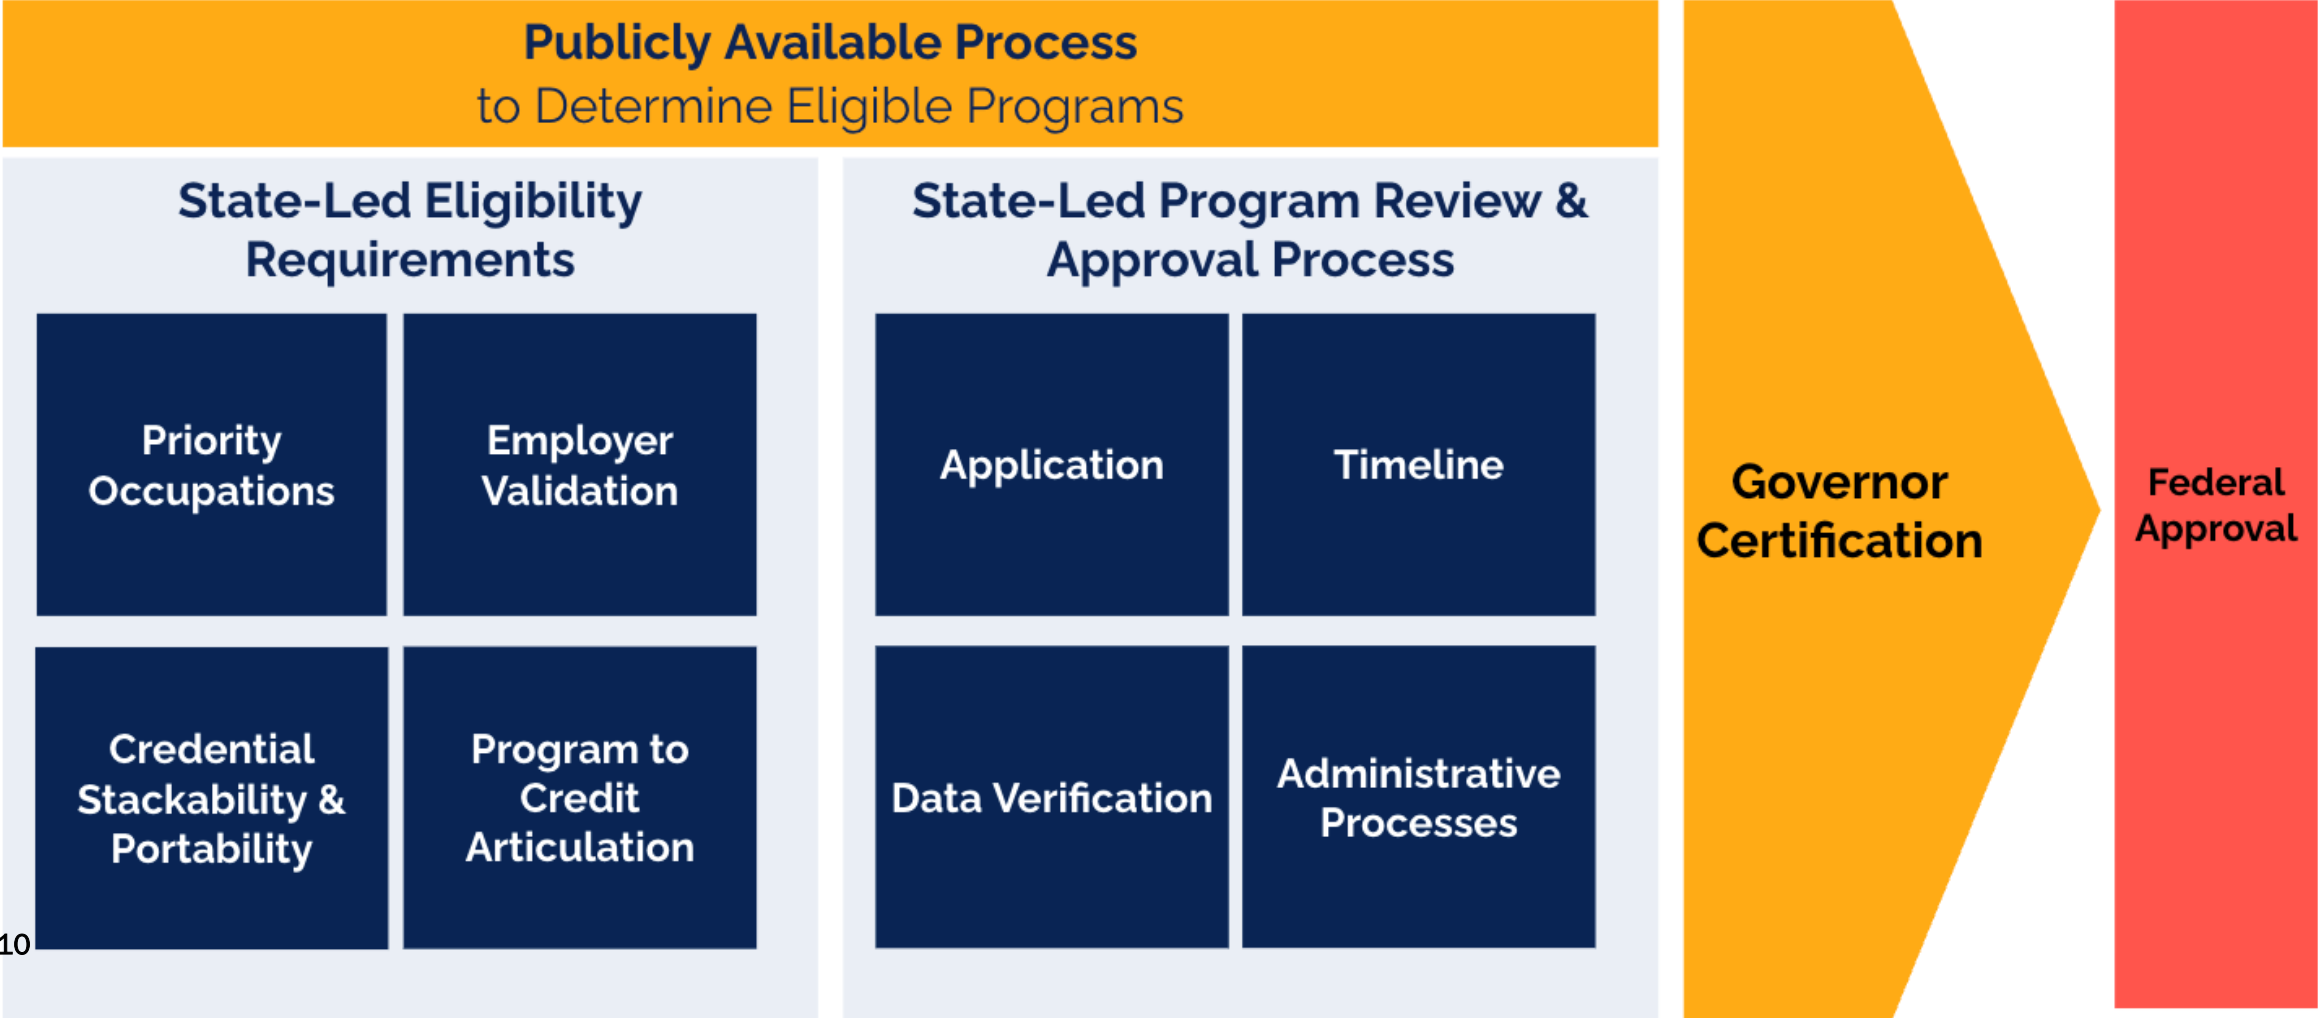 Publicly Available Process
to Determine Eligible Programs
State-Led Eligibility
Requirements
Priority
Occupations
Employer
Validation
Credential
Stackability &
Portability
Program to
Credit
Articulation
State-Led Program Review &
Approval Process
Application
Timeline
Data Verification
Administrative
Processes
Governor
Certification
Federal
Approval
10